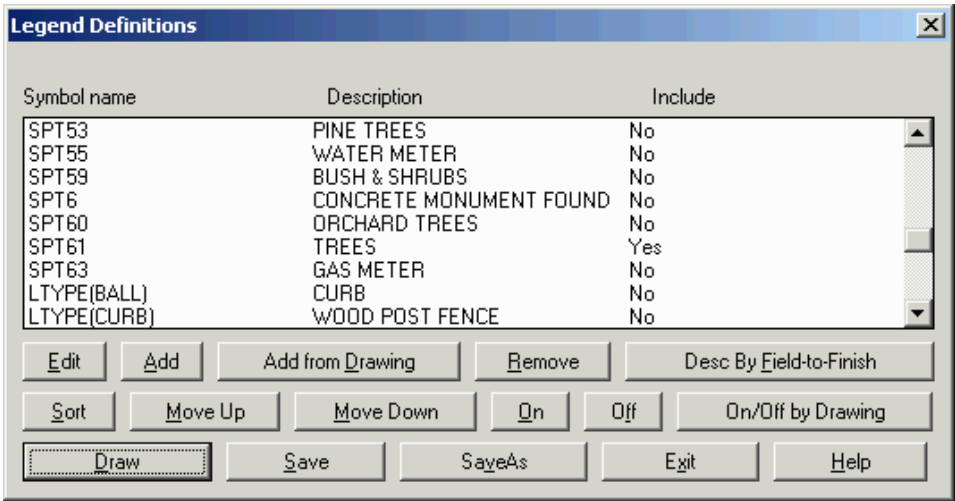 Legend Definitions
Symbol name Description Include
SPT53 PINE TREES No
SPT55 WATER METER No
SPT59 BUSH & SHRUBS No
SPT6 CONCRETE MONUMENT FOUND No
SPT60 ORCHARD TREES No
SPT61 TREES Yes
SPT63 GAS METER No
LTYPE(BALL) CURB No
LTYPE(CURB) WOOD POST FENCE No
Edit Add Add from Drawing Remove Desc By Field-to-Finish
Sort Move Up Move Down On Off On/Off by Drawing
Draw Save SaveAs Exit Help